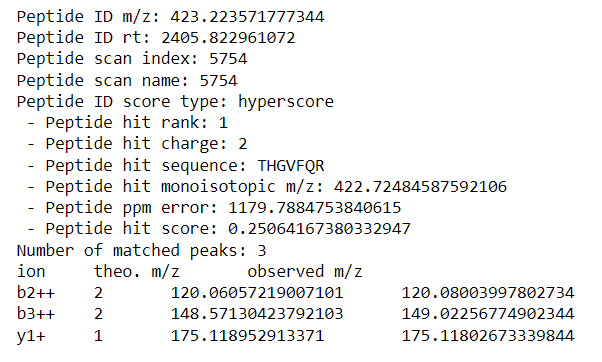 Peptide ID m/z: 423.223571777344
Peptide ID rt: 2405.822961072
Peptide scan index: 5754
Peptide scan name: 5754
Peptide ID score type: hyperscore
- Peptide hit rank: 1
- Peptide hit charge: 2
- Peptide hit sequence: THGVFQR
- Peptide hit monoisotopic m/z: 422.72484587592106
- Peptide ppm error: 1179.7884753840615
- Peptide hit score: 0.25064167380332947
Number of matched peaks: 3
ion theo. m/z observed m/z
b2++ 2 120.06057219007101 120.08003997802734
b3++ 2 148.57130423792103 149.02256774902344
y1+ 1 175.118952913371 175.11802673339844